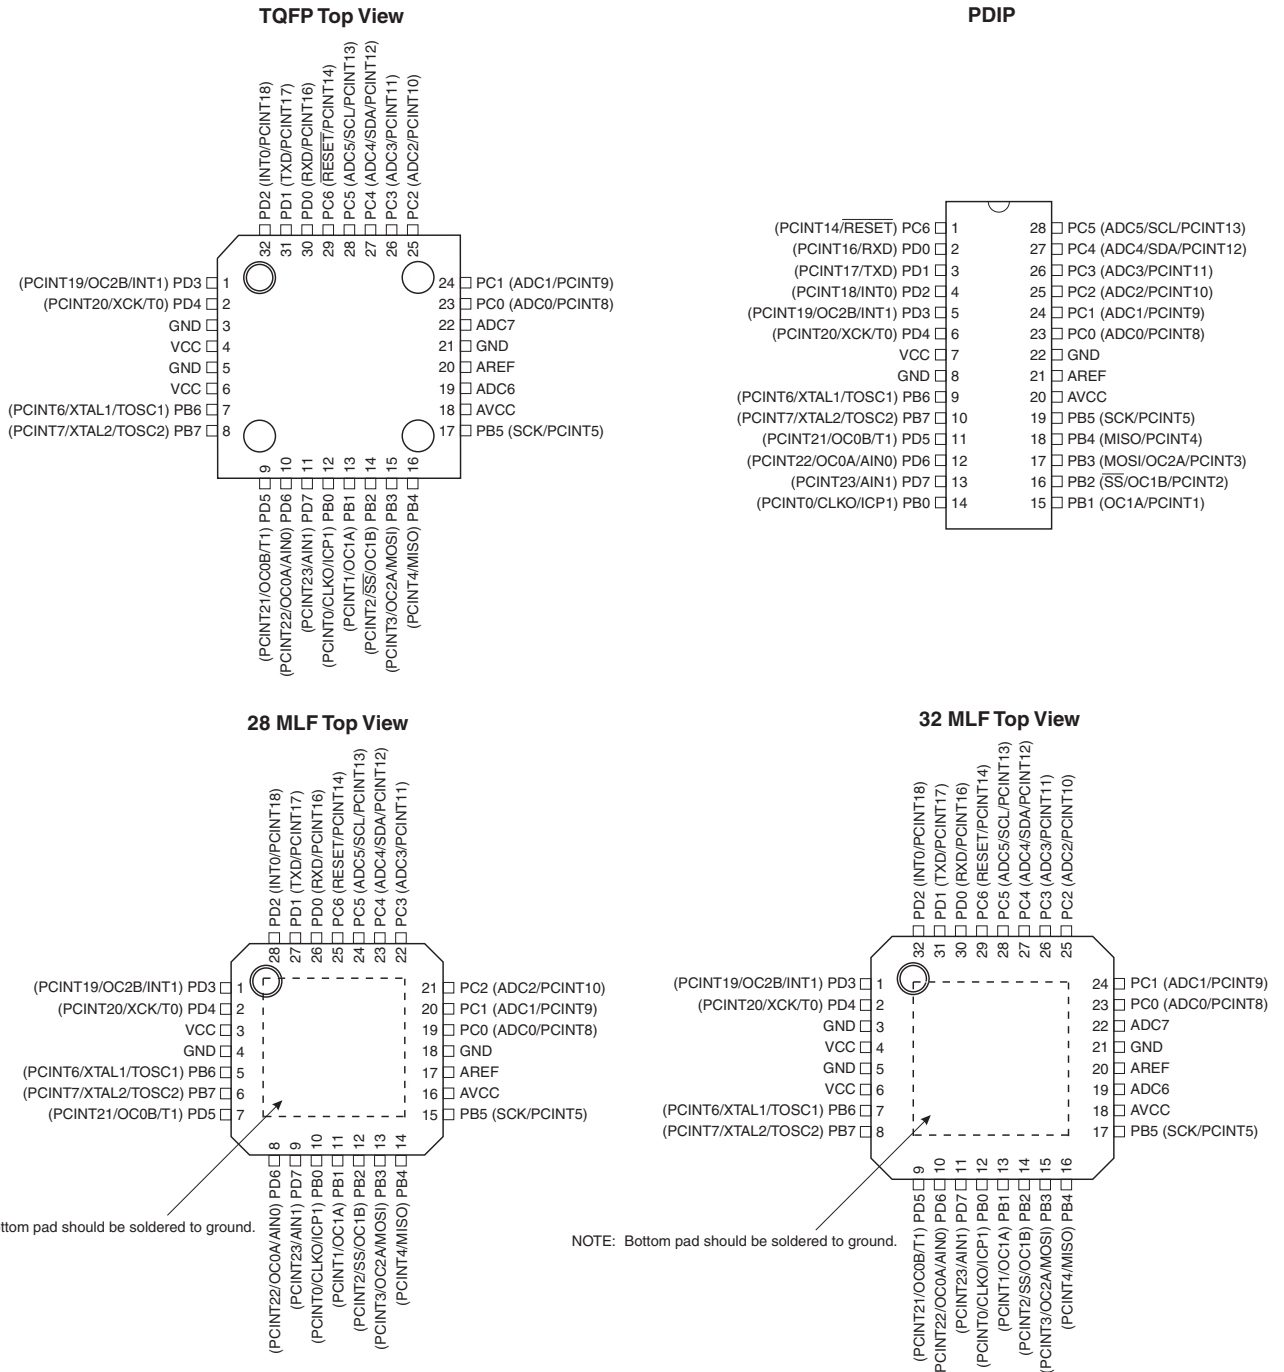 TQFP Top View
PD2 (INT0/PCINT18)
PD1 (TXD/PCINT17)
PD0 (RXD/PCINT16)
PC6 (RESET/PCINT14)
PC5 (ADC5/SCL/PCINT13)
PC4 (ADC4/SDA/PCINT12)
PC3 (ADC3/PCINT11)
PC2 (ADC2/PCINT10)
32 31 30 29 28 27 26 25
(PCINT19/OC2B/INT1) PD3 1
(PCINT20/XCK/T0) PD4 2
GND 3
VCC 4
GND 5
VCC 6
(PCINT6/XTAL1/TOSC1) PB6 7
(PCINT7/XTAL2/TOSC2) PB7 8
24 PC1 (ADC1/PCINT9)
23 PC0 (ADC0/PCINT8)
22 ADC7
21 GND
20 AREF
19 ADC6
18 AVCC
17 PB5 (SCK/PCINT5)
9 10 11 12 13 14 15 16
(PCINT21/OC0B/T1) PD5
(PCINT22/OC0A/AIN0) PD6
(PCINT23/AIN1) PD7
(PCINT0/CLKO/ICP1) PB0
(PCINT1/OC1A) PB1
(PCINT2/SS/OC1B) PB2
(PCINT3/OC2A/MOSI) PB3
(PCINT4/MISO) PB4
PDIP
(PCINT14/RESET) PC6 1
(PCINT16/RXD) PD0 2
(PCINT17/TXD) PD1 3
(PCINT18/INT0) PD2 4
(PCINT19/OC2B/INT1) PD3 5
(PCINT20/XCK/T0) PD4 6
VCC 7
GND 8
(PCINT6/XTAL1/TOSC1) PB6 9
(PCINT7/XTAL2/TOSC2) PB7 10
(PCINT21/OC0B/T1) PD5 11
(PCINT22/OC0A/AIN0) PD6 12
(PCINT23/AIN1) PD7 13
(PCINT0/CLKO/ICP1) PB0 14
28 PC5 (ADC5/SCL/PCINT13)
27 PC4 (ADC4/SDA/PCINT12)
26 PC3 (ADC3/PCINT11)
25 PC2 (ADC2/PCINT10)
24 PC1 (ADC1/PCINT9)
23 PC0 (ADC0/PCINT8)
22 GND
21 AREF
20 AVCC
19 PB5 (SCK/PCINT5)
18 PB4 (MISO/PCINT4)
17 PB3 (MOSI/OC2A/PCINT3)
16 PB2 (SS/OC1B/PCINT2)
15 PB1 (OC1A/PCINT1)
28 MLF Top View
PD2 (INT0/PCINT18)
PD1 (TXD/PCINT17)
PD0 (RXD/PCINT16)
PC6 (RESET/PCINT14)
PC5 (ADC5/SCL/PCINT13)
PC4 (ADC4/SDA/PCINT12)
PC3 (ADC3/PCINT11)
28 27 26 25 24 23 22
(PCINT19/OC2B/INT1) PD3 1
(PCINT20/XCK/T0) PD4 2
VCC 3
GND 4
(PCINT6/XTAL1/TOSC1) PB6 5
(PCINT7/XTAL2/TOSC2) PB7 6
(PCINT21/OC0B/T1) PD5 7
21 PC2 (ADC2/PCINT10)
20 PC1 (ADC1/PCINT9)
19 PC0 (ADC0/PCINT8)
18 GND
17 AREF
16 AVCC
15 PB5 (SCK/PCINT5)
8 9 10 11 12 13 14
(PCINT22/OC0A/AIN0) PD6
(PCINT23/AIN1) PD7
(PCINT0/CLKO/ICP1) PB0
(PCINT1/OC1A) PB1
(PCINT2/SS/OC1B) PB2
(PCINT3/OC2A/MOSI) PB3
(PCINT4/MISO) PB4
pad should be soldered to ground.
32 MLF Top View
PD2 (INT0/PCINT18)
PD1 (TXD/PCINT17)
PD0 (RXD/PCINT16)
PC6 (RESET/PCINT14)
PC5 (ADC5/SCL/PCINT13)
PC4 (ADC4/SDA/PCINT12)
PC3 (ADC3/PCINT11)
PC2 (ADC2/PCINT10)
32 31 30 29 28 27 26 25
(PCINT19/OC2B/INT1) PD3 1
(PCINT20/XCK/T0) PD4 2
GND 3
VCC 4
GND 5
VCC 6
(PCINT6/XTAL1/TOSC1) PB6 7
(PCINT7/XTAL2/TOSC2) PB7 8
24 PC1 (ADC1/PCINT9)
23 PC0 (ADC0/PCINT8)
22 ADC7
21 GND
20 AREF
19 ADC6
18 AVCC
17 PB5 (SCK/PCINT5)
9 10 11 12 13 14 15 16
(PCINT21/OC0B/T1) PD5
(PCINT22/OC0A/AIN0) PD6
(PCINT23/AIN1) PD7
(PCINT0/CLKO/ICP1) PB0
(PCINT1/OC1A) PB1
(PCINT2/SS/OC1B) PB2
(PCINT3/OC2A/MOSI) PB3
(PCINT4/MISO) PB4
NOTE: Bottom pad should be soldered to ground.